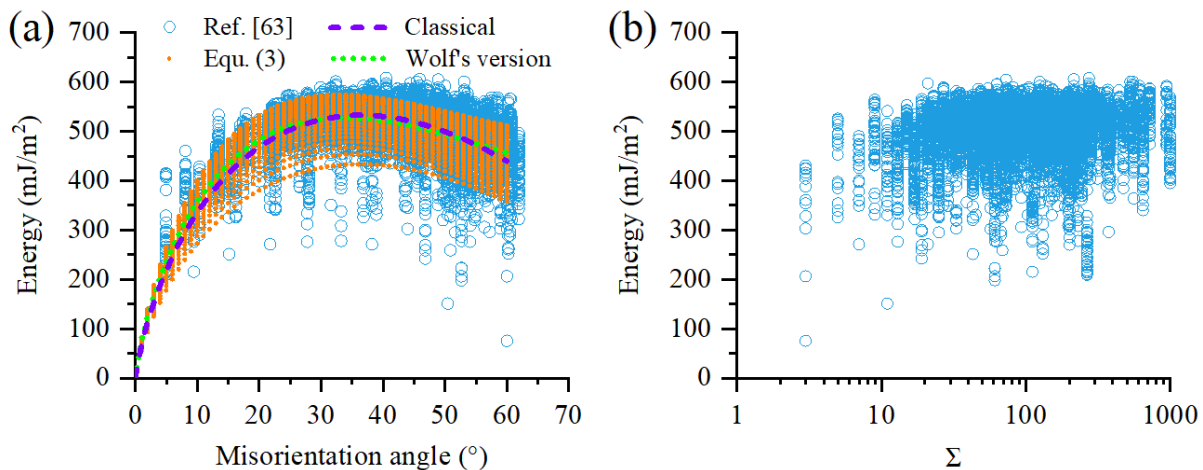 (a)
Ref. [63]
Classical
Equ. (3)
Wolf's version
700
600
500
400
300
200
100
0
Energy (mJ/m²)
0 10 20 30 40 50 60 70
Misorientation angle (°)
(b)
700
600
500
400
300
200
100
0
Energy (mJ/m²)
1 10 100 1000
Σ